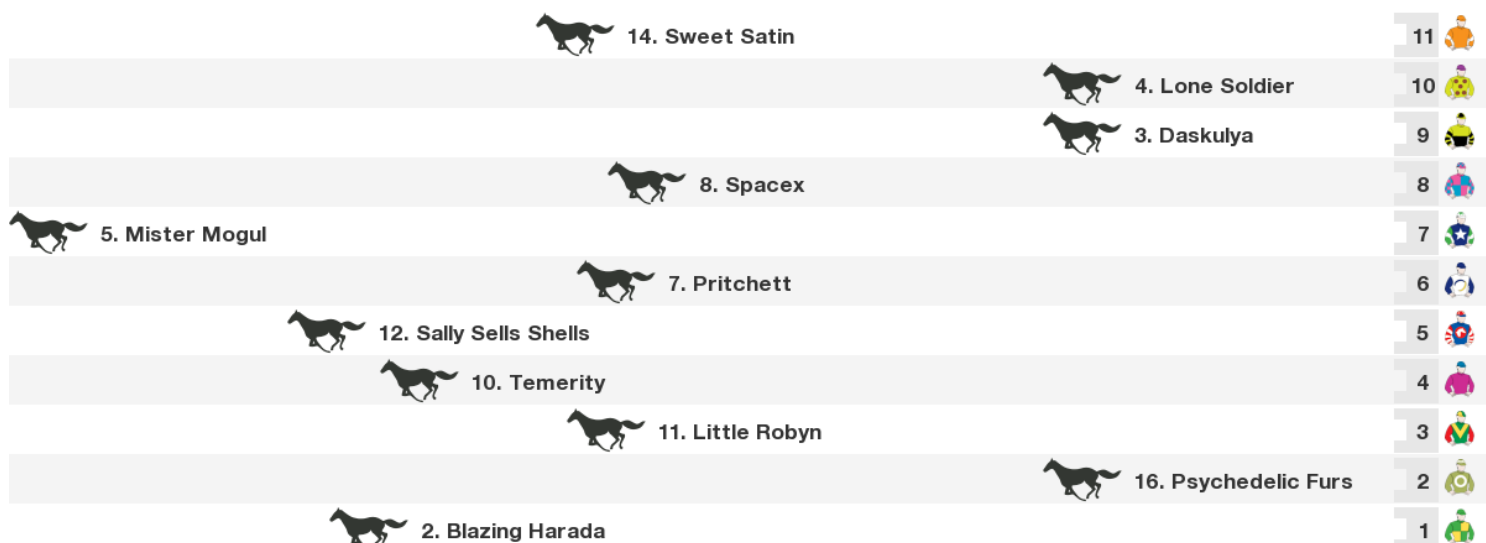 14. Sweet Satin 11
4. Lone Soldier 10
3. Daskulya 9
8. Spacex 8
5. Mister Mogul 7
7. Pritchett 6
12. Sally Sells Shells 5
10. Temerity 4
11. Little Robyn 3
16. Psychedelic Furs 2
2. Blazing Harada 1